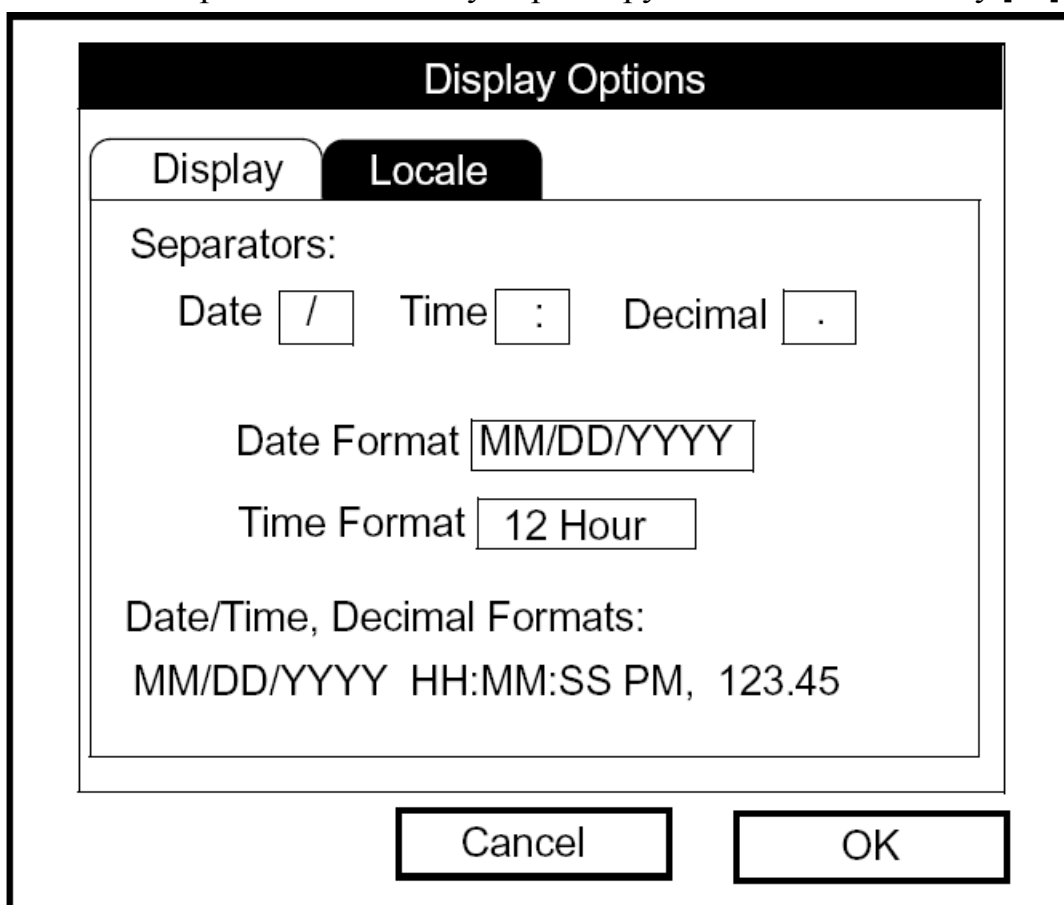 Display Options
Display Locale
Separators:
Date / Time : Decimal .
Date Format MM/DD/YYYY
Time Format 12 Hour
Date/Time, Decimal Formats:
MM/DD/YYYY HH:MM:SS PM, 123.45
Cancel OK